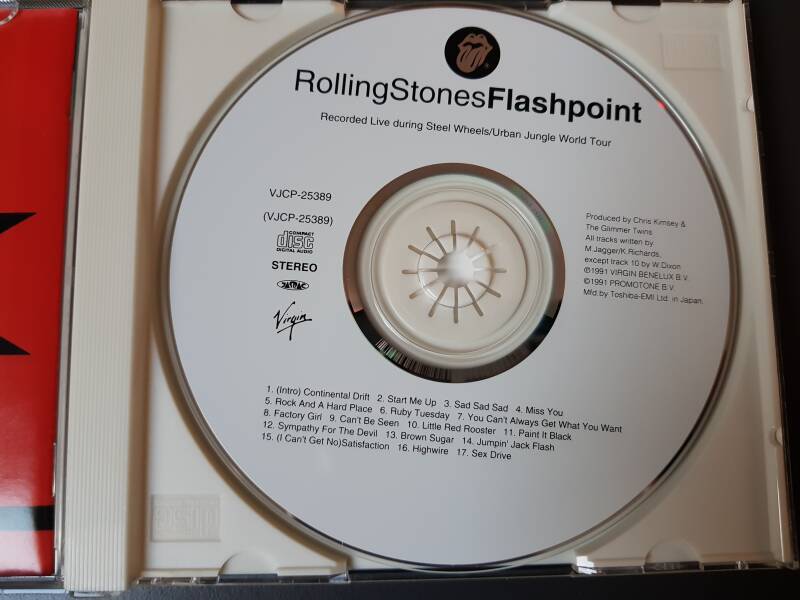 RollingStonesFlashpoint
Recorded Live during Steel Wheels/Urban Jungle World Tour
VJCP-25389
(VJCP-25389)
COMPACT
disc
DIGITAL AUDIO
STEREO
JASRAC
Virgin
Produced by Chris Kimsey &
The Glimmer Twins
All tracks written by
M.Jagger/K.Richards,
except track 10 by W.Dixon
℗1991 VIRGIN BENELUX B.V.
©1991 PROMOTONE B.V.
Mfd.by Toshiba-EMI Ltd. in Japan.
1. (Intro) Continental Drift 2. Start Me Up 3. Sad Sad Sad 4. Miss You
5. Rock And A Hard Place 6. Ruby Tuesday 7. You Can't Always Get What You Want
8. Factory Girl 9. Can't Be Seen 10. Little Red Rooster 11. Paint It Black
12. Sympathy For The Devil 13. Brown Sugar 14. Jumpin' Jack Flash
15. (I Can't Get No)Satisfaction 16. Highwire 17. Sex Drive
disc